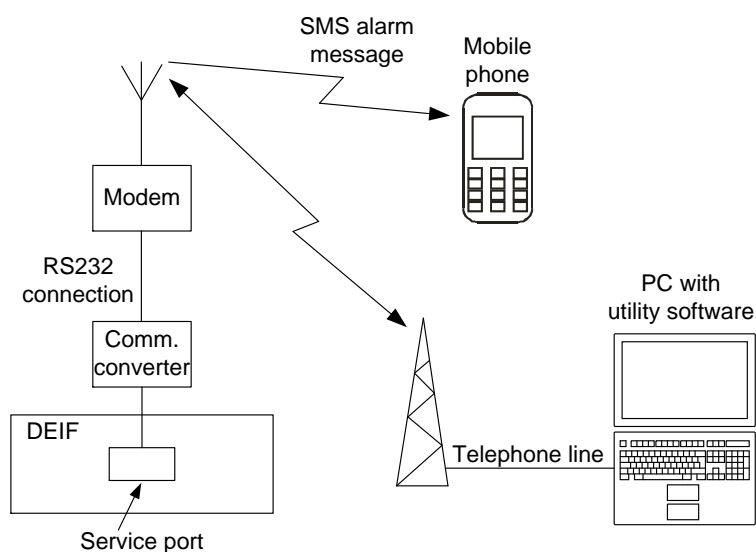 SMS alarm
message
Mobile
phone
Modem
RS232
connection
PC with
utility software
Comm.
converter
DEIF
Telephone line
Service port